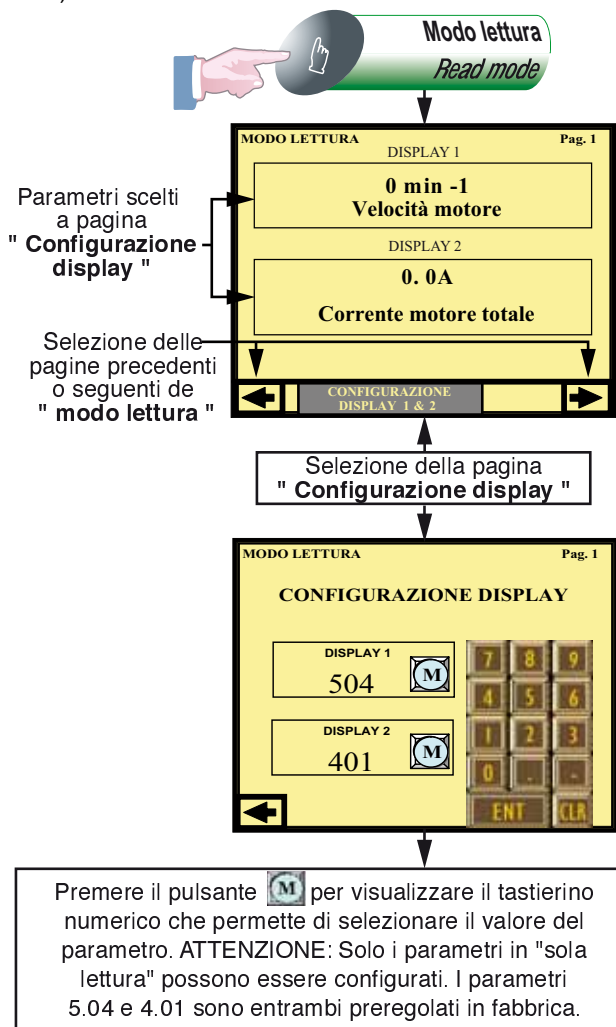 Modo lettura
Read mode
MODO LETTURA Pag. 1
DISPLAY 1
0 min -1
Velocità motore
DISPLAY 2
0. 0A
Corrente motore totale
CONFIGURAZIONE
DISPLAY 1 & 2
Parametri scelti
a pagina
" Configurazione
display "
Selezione delle
pagine precedenti
o seguenti de
" modo lettura "
Selezione della pagina
" Configurazione display "
MODO LETTURA Pag. 1
CONFIGURAZIONE DISPLAY
DISPLAY 1
504 M
DISPLAY 2
401 M
7 8 9
4 5 6
1 2 3
0 . -
ENT CLR
Premere il pulsante M per visualizzare il tastierino
numerico che permette di selezionare il valore del
parametro. ATTENZIONE: Solo i parametri in "sola
lettura" possono essere configurati. I parametri
5.04 e 4.01 sono entrambi preregolati in fabbrica.